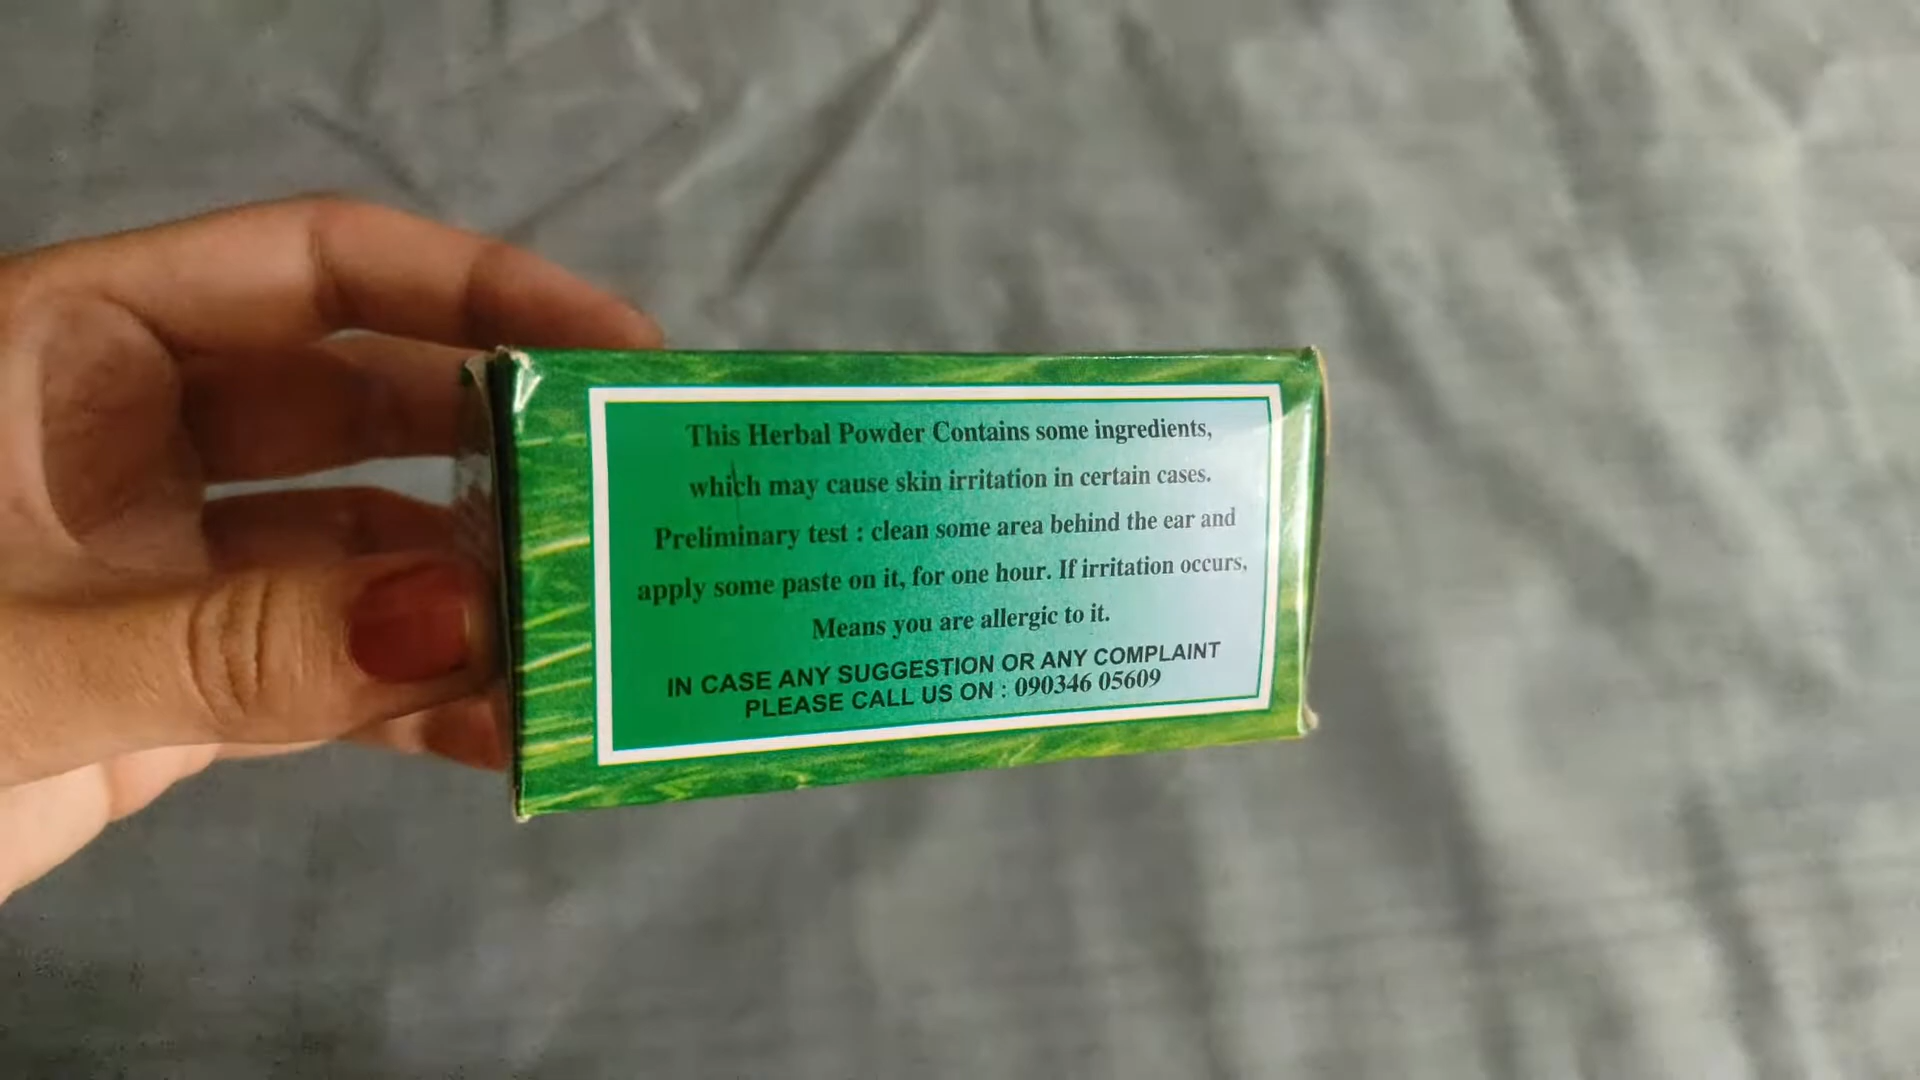 This Herbal Powder Contains some ingredients,
which may cause skin irritation in certain cases.
Preliminary test : clean some area behind the ear and
apply some paste on it, for one hour. If irritation occurs,
Means you are allergic to it.
IN CASE ANY SUGGESTION OR ANY COMPLAINT
PLEASE CALL US ON : 090346 05609